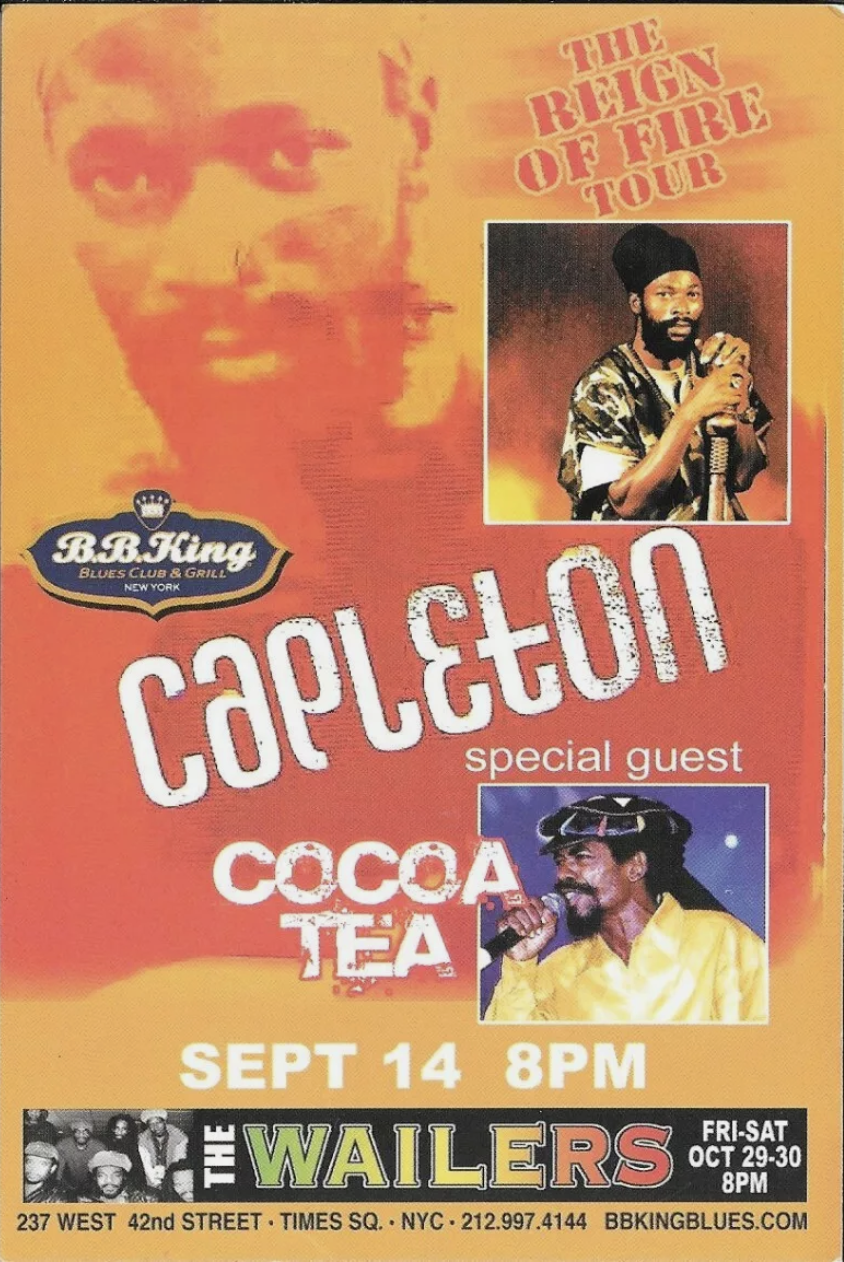 THE
REIGN
OF FIRE
TOUR
B.B.King
BLUES CLUB & GRILL
NEW YORK
CAPLETON
special guest
COCOA
TEA
SEPT 14 8PM
THE WAILERS
FRI-SAT
OCT 29-30
8PM
237 WEST 42nd STREET · TIMES SQ. · NYC · 212.997.4144 BBKINGBLUES.COM